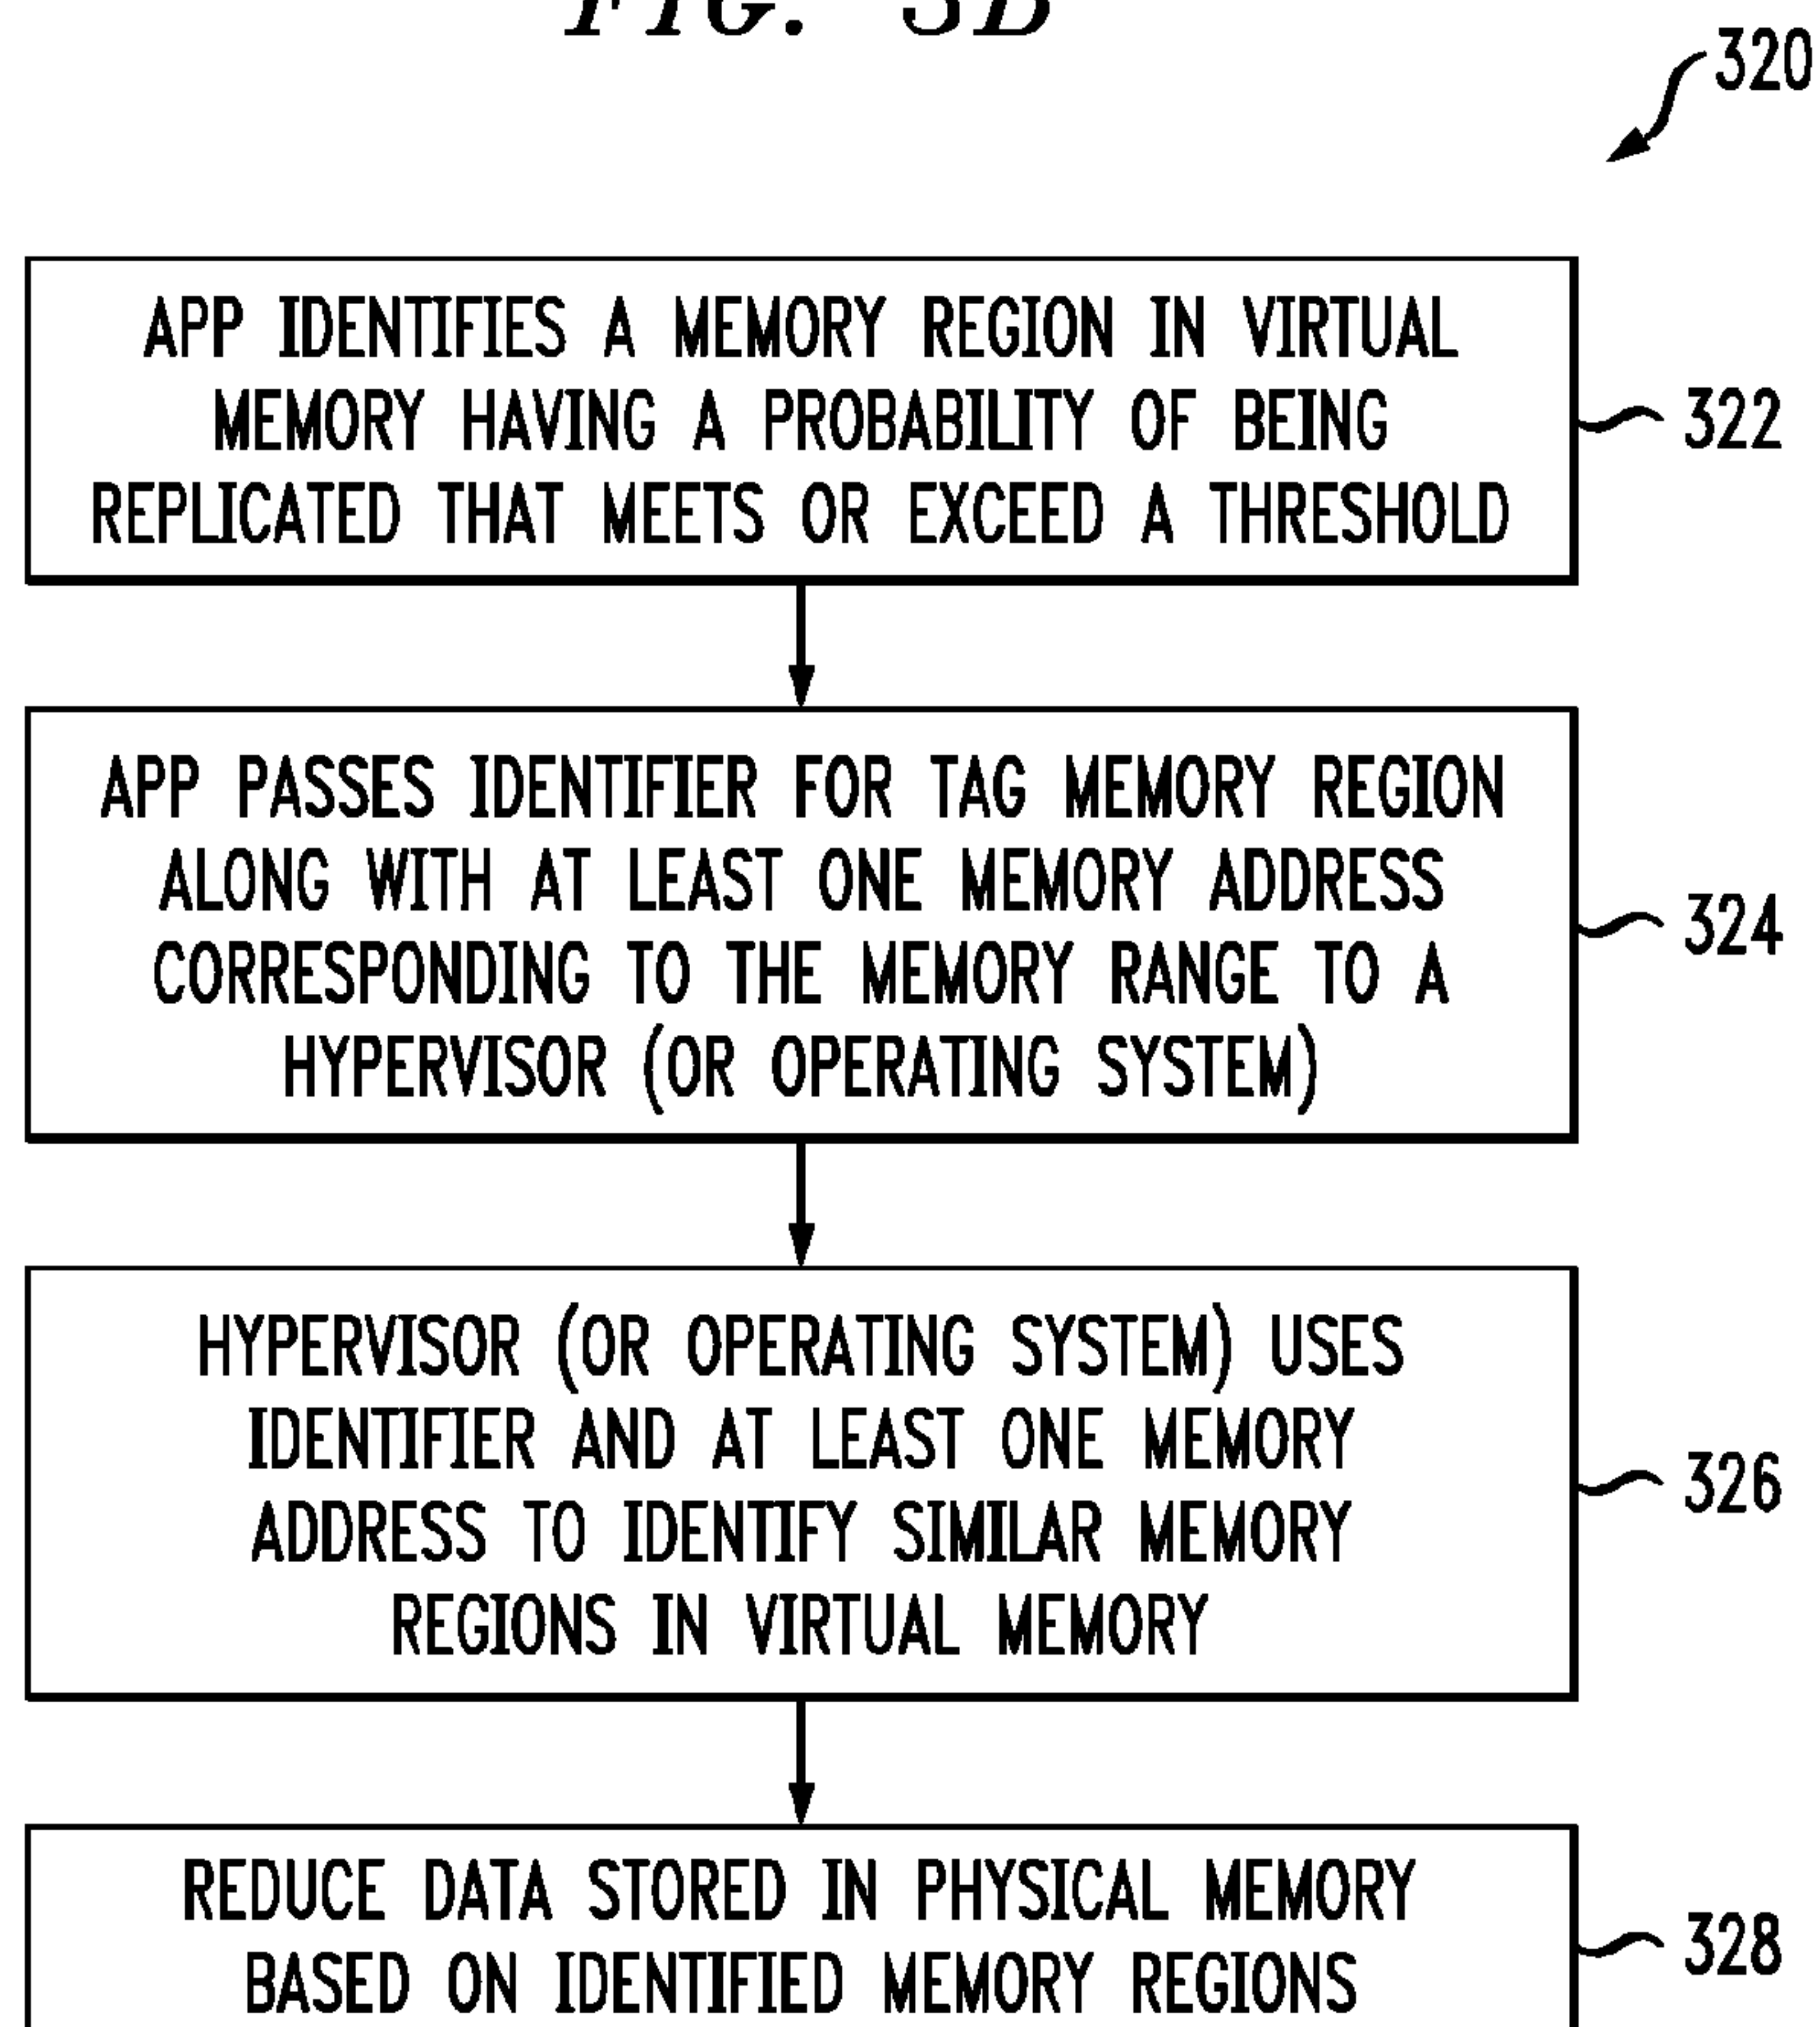 FIG. 3B
320
APP IDENTIFIES A MEMORY REGION IN VIRTUAL
MEMORY HAVING A PROBABILITY OF BEING
REPLICATED THAT MEETS OR EXCEED A THRESHOLD
322
APP PASSES IDENTIFIER FOR TAG MEMORY REGION
ALONG WITH AT LEAST ONE MEMORY ADDRESS
CORRESPONDING TO THE MEMORY RANGE TO A
HYPERVISOR (OR OPERATING SYSTEM)
324
HYPERVISOR (OR OPERATING SYSTEM) USES
IDENTIFIER AND AT LEAST ONE MEMORY
ADDRESS TO IDENTIFY SIMILAR MEMORY
REGIONS IN VIRTUAL MEMORY
326
REDUCE DATA STORED IN PHYSICAL MEMORY
BASED ON IDENTIFIED MEMORY REGIONS
328